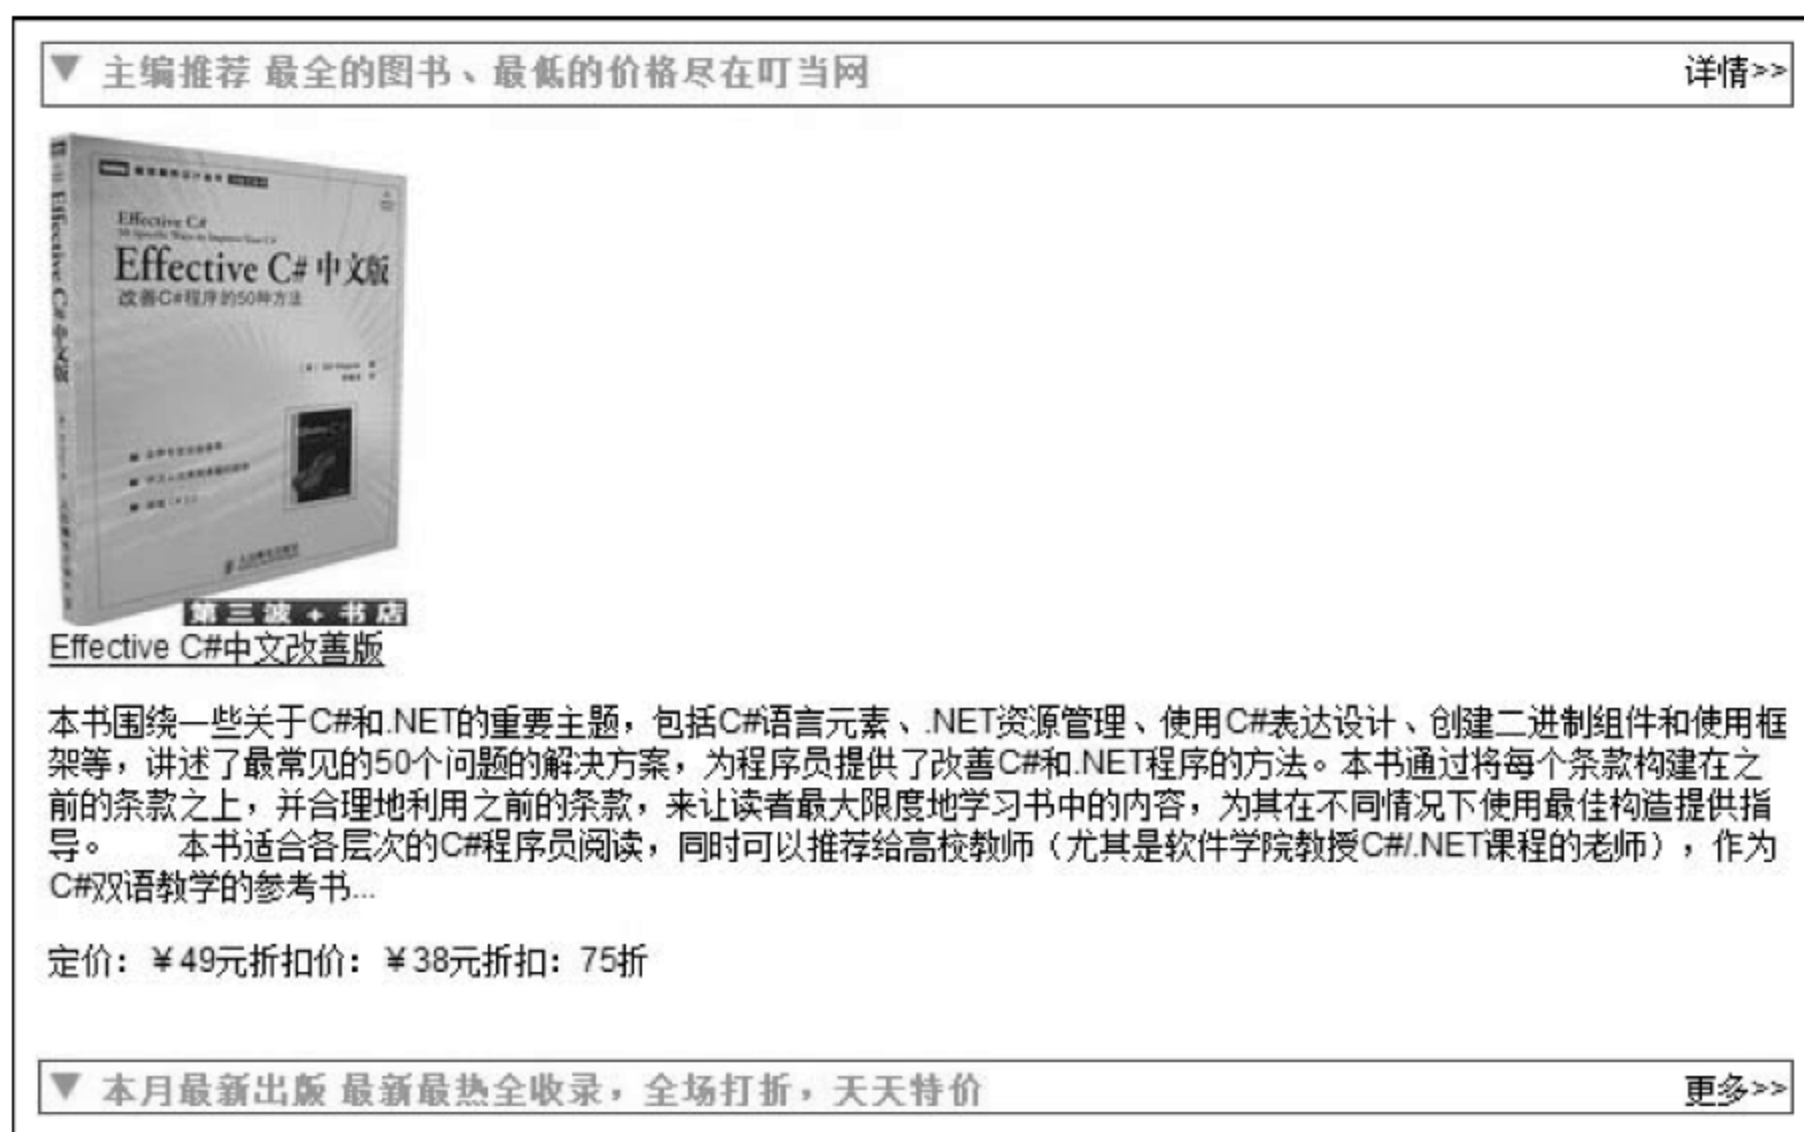 ▼ 主编推荐 最全的图书、最低的价格尽在叮当网 详情>>
Effective C#
Effective C# 中文版
改善C#程序的50种方法
Effective C# 中文版
第三波+书店
Effective C#中文改善版
本书围绕一些关于C#和.NET的重要主题，包括C#语言元素、.NET资源管理、使用C#表达设计、创建二进制组件和使用框
架等，讲述了最常见的50个问题的解决方案，为程序员提供了改善C#和.NET程序的方法。本书通过将每个条款构建在之
前的条款之上，并合理地利用之前的条款，来让读者最大限度地学习书中的内容，为其在不同情况下使用最佳构造提供指
导。　　本书适合各层次的C#程序员阅读，同时可以推荐给高校教师（尤其是软件学院教授C#/.NET课程的老师），作为
C#双语教学的参考书...
定价：￥49元折扣价：￥38元折扣：75折
▼ 本月最新出版 最新最热全收录，全场打折，天天特价 更多>>